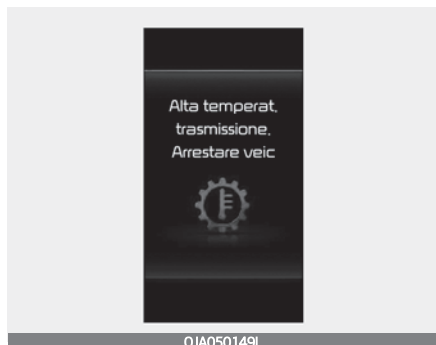 Alta temperat.
trasmissione.
Arrestare veic
OJA050149L